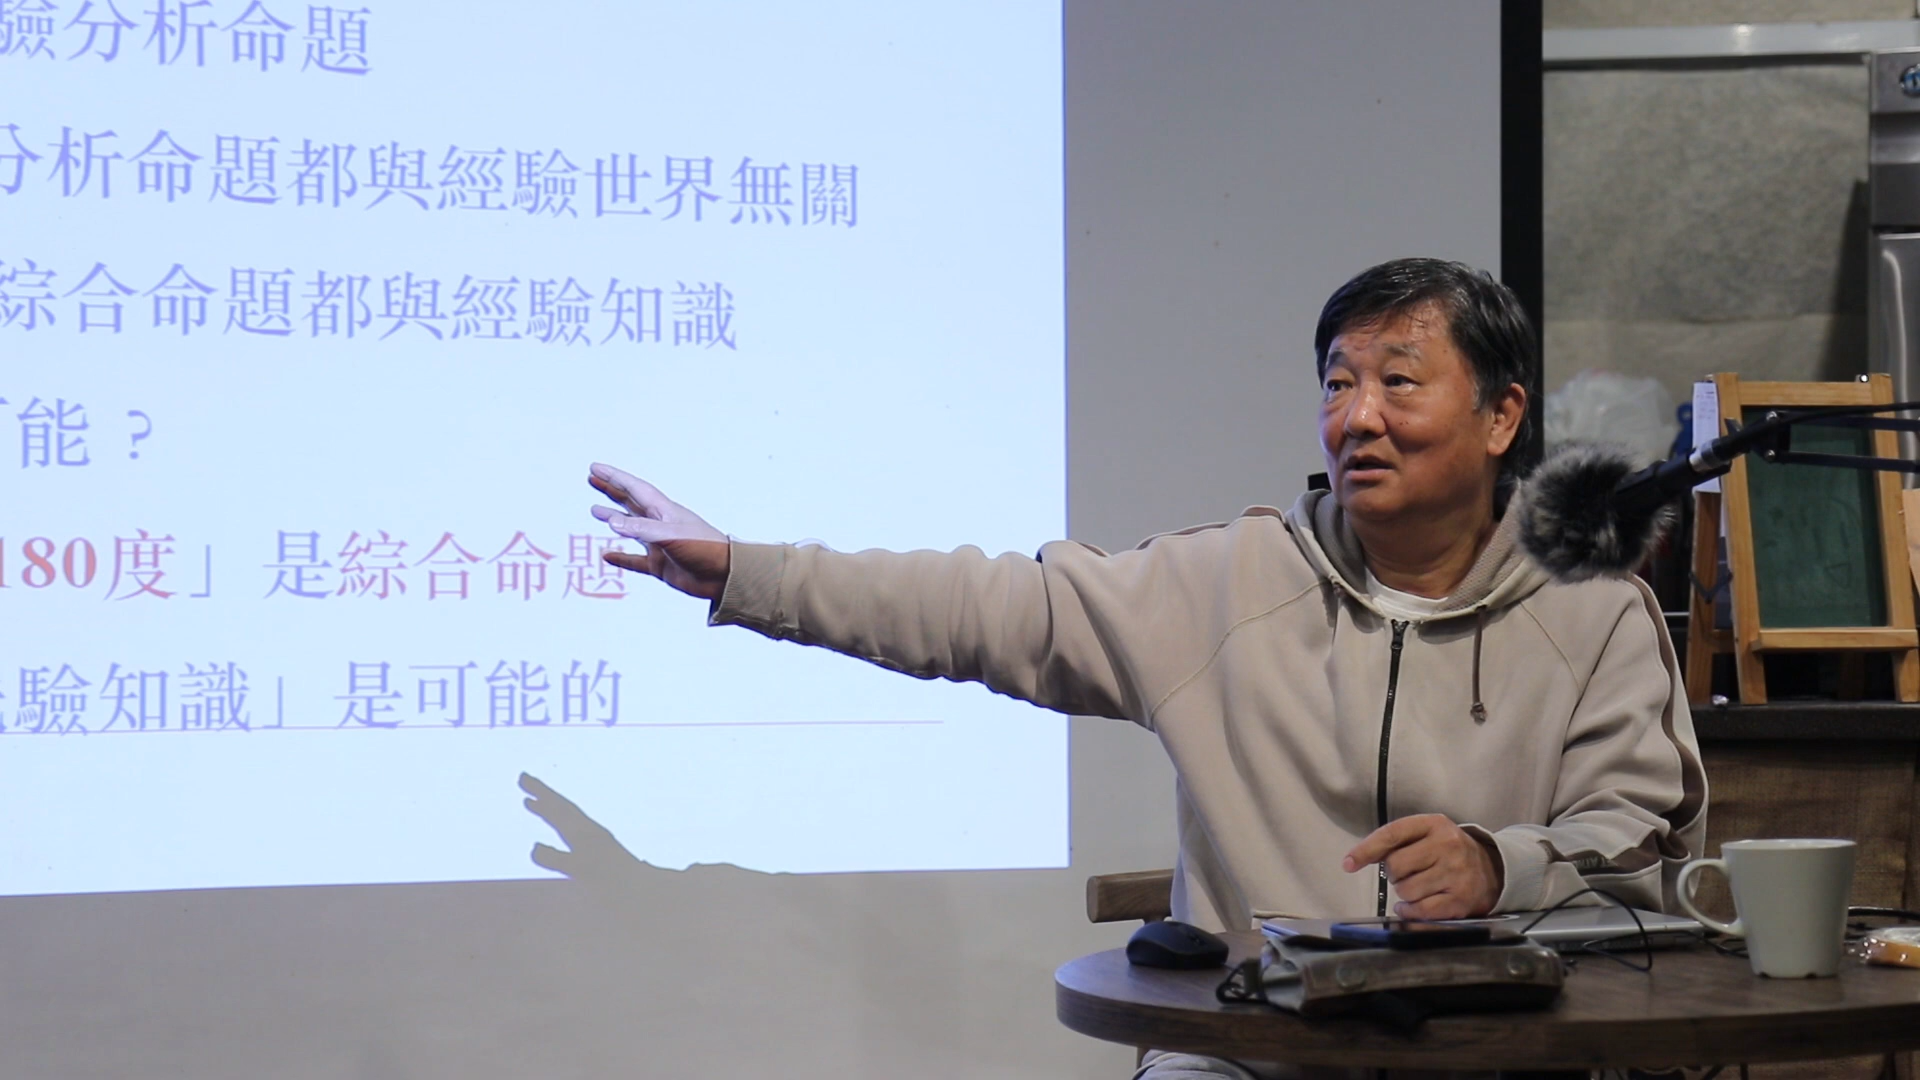 驗分析命題
分析命題都與經驗世界無關
綜合命題都與經驗知識
可能？
180度」是綜合命題
驗知識」是可能的